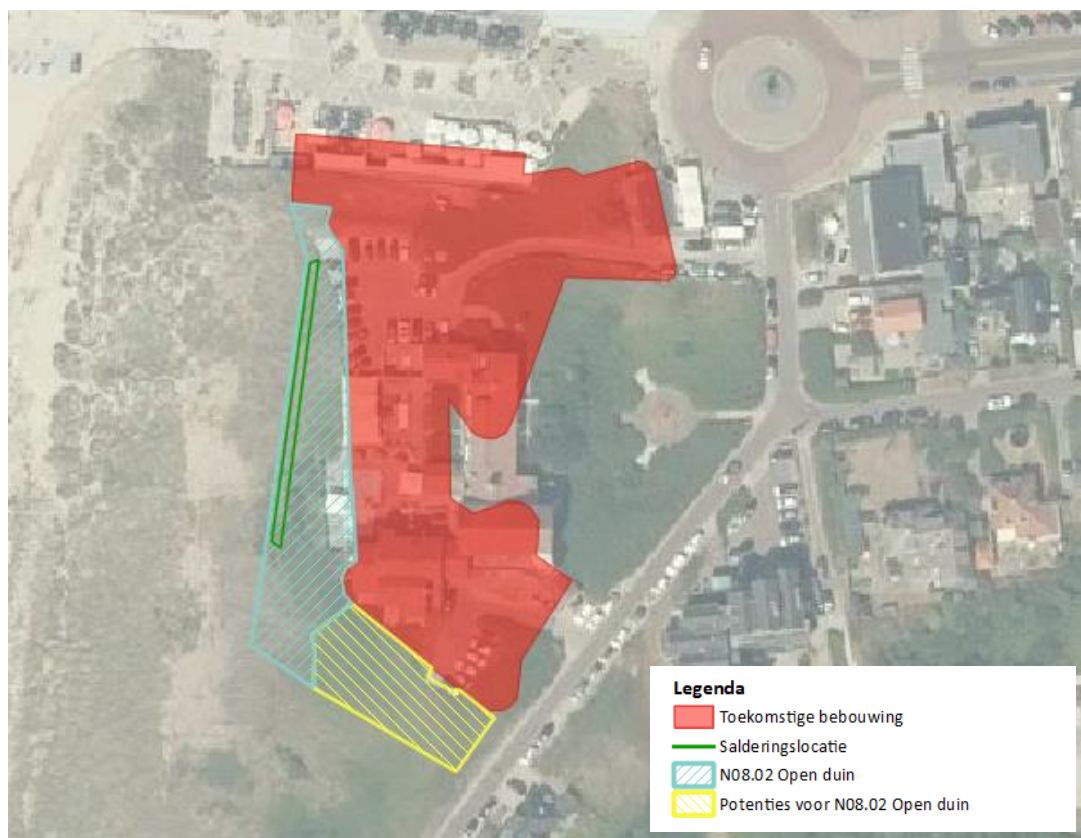 Legenda
Toekomstige bebouwing
Salderingslocatie
N08.02 Open duin
Potenties voor N08.02 Open duin